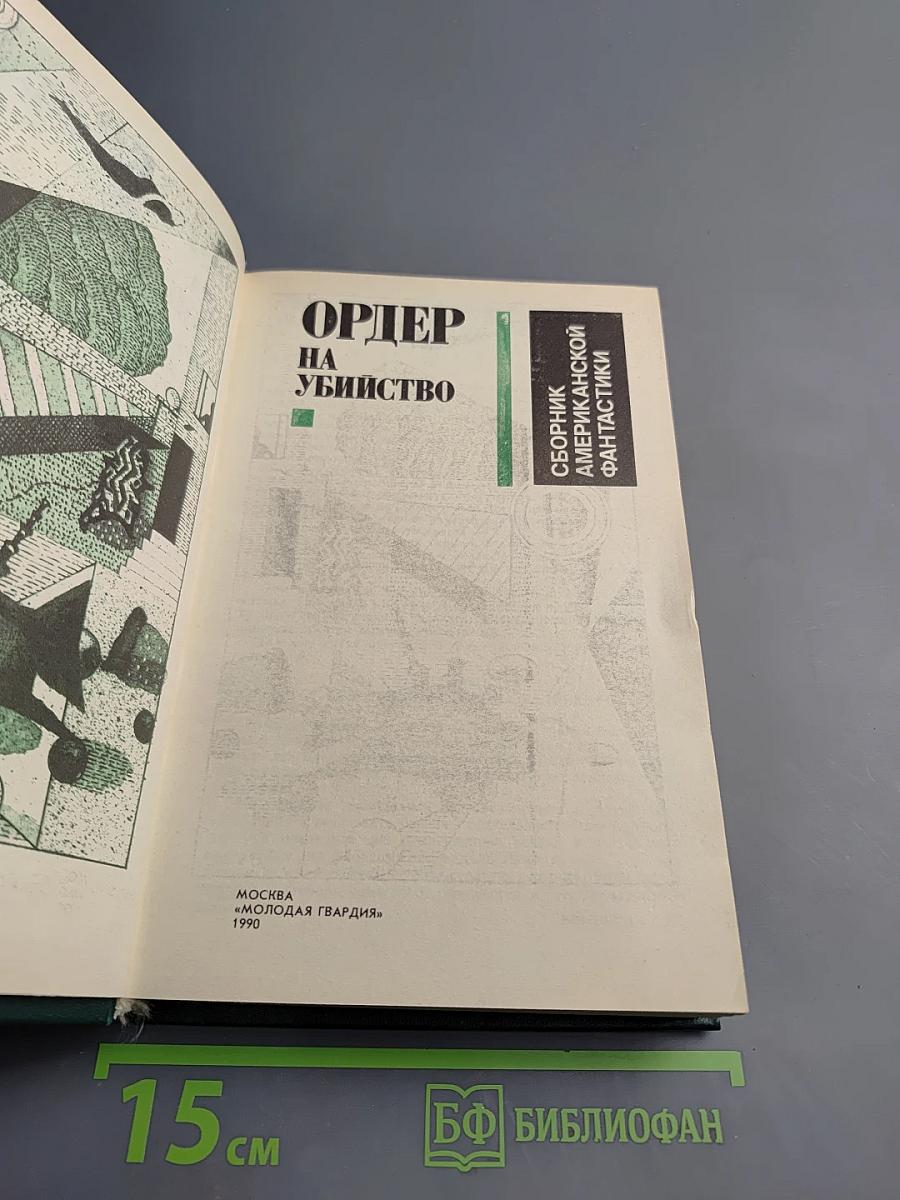 ОРДЕР
НА
УБИЙСТВО
СБОРНИК
АМЕРИКАНСКОЙ
ФАНТАСТИКИ
МОСКВА
«МОЛОДАЯ ГВАРДИЯ»
1990
15 см
БФ БИБЛИОФАН